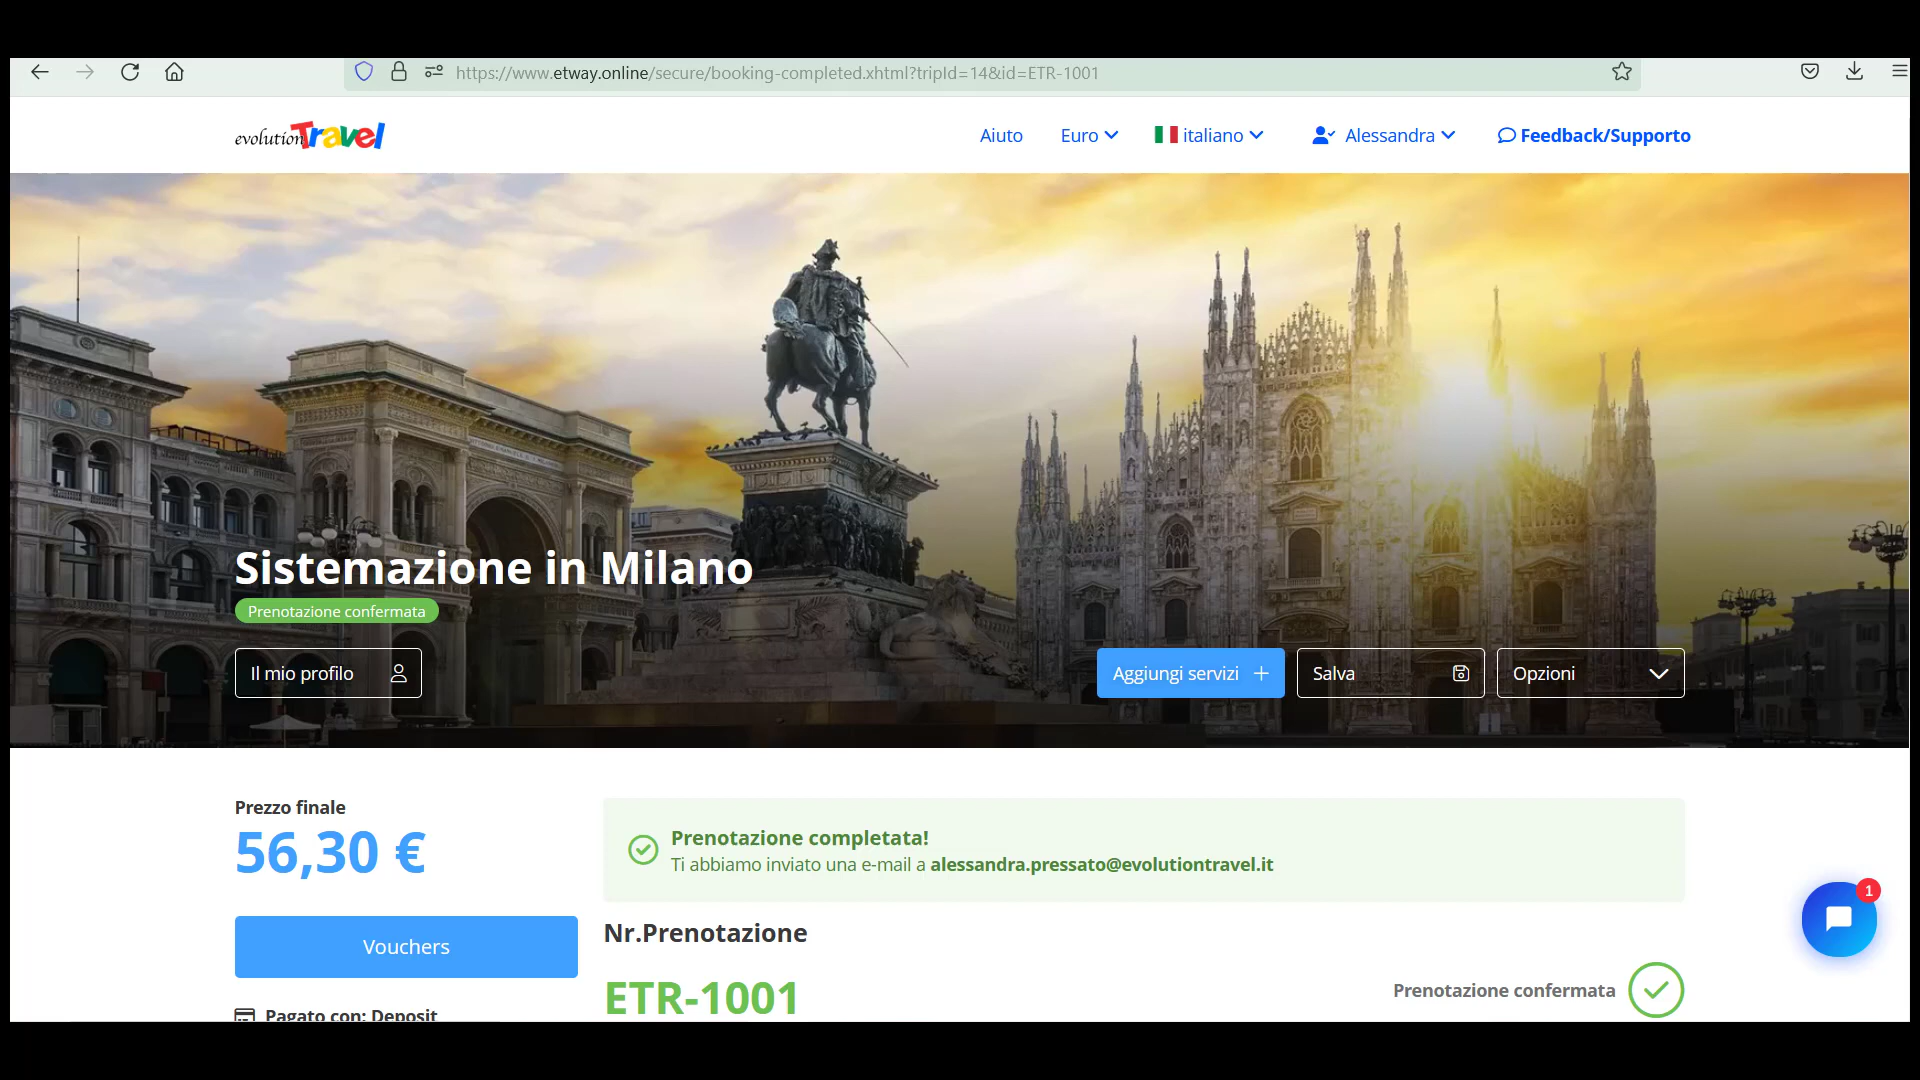 https://www.etway.online/secure/booking-completed.xhtml?tripId=14&id=ETR-1001
evolution Travel
Aiuto
Euro
italiano
Alessandra
Feedback/Supporto
Sistemazione in Milano
Prenotazione confermata
Il mio profilo
Aggiungi servizi
Salva
Opzioni
Prezzo finale
56,30 €
Vouchers
Pagato con: Deposit
Prenotazione completata!
Ti abbiamo inviato una e-mail a alessandra.pressato@evolutiontravel.it
Nr.Prenotazione
ETR-1001
Prenotazione confermata
1